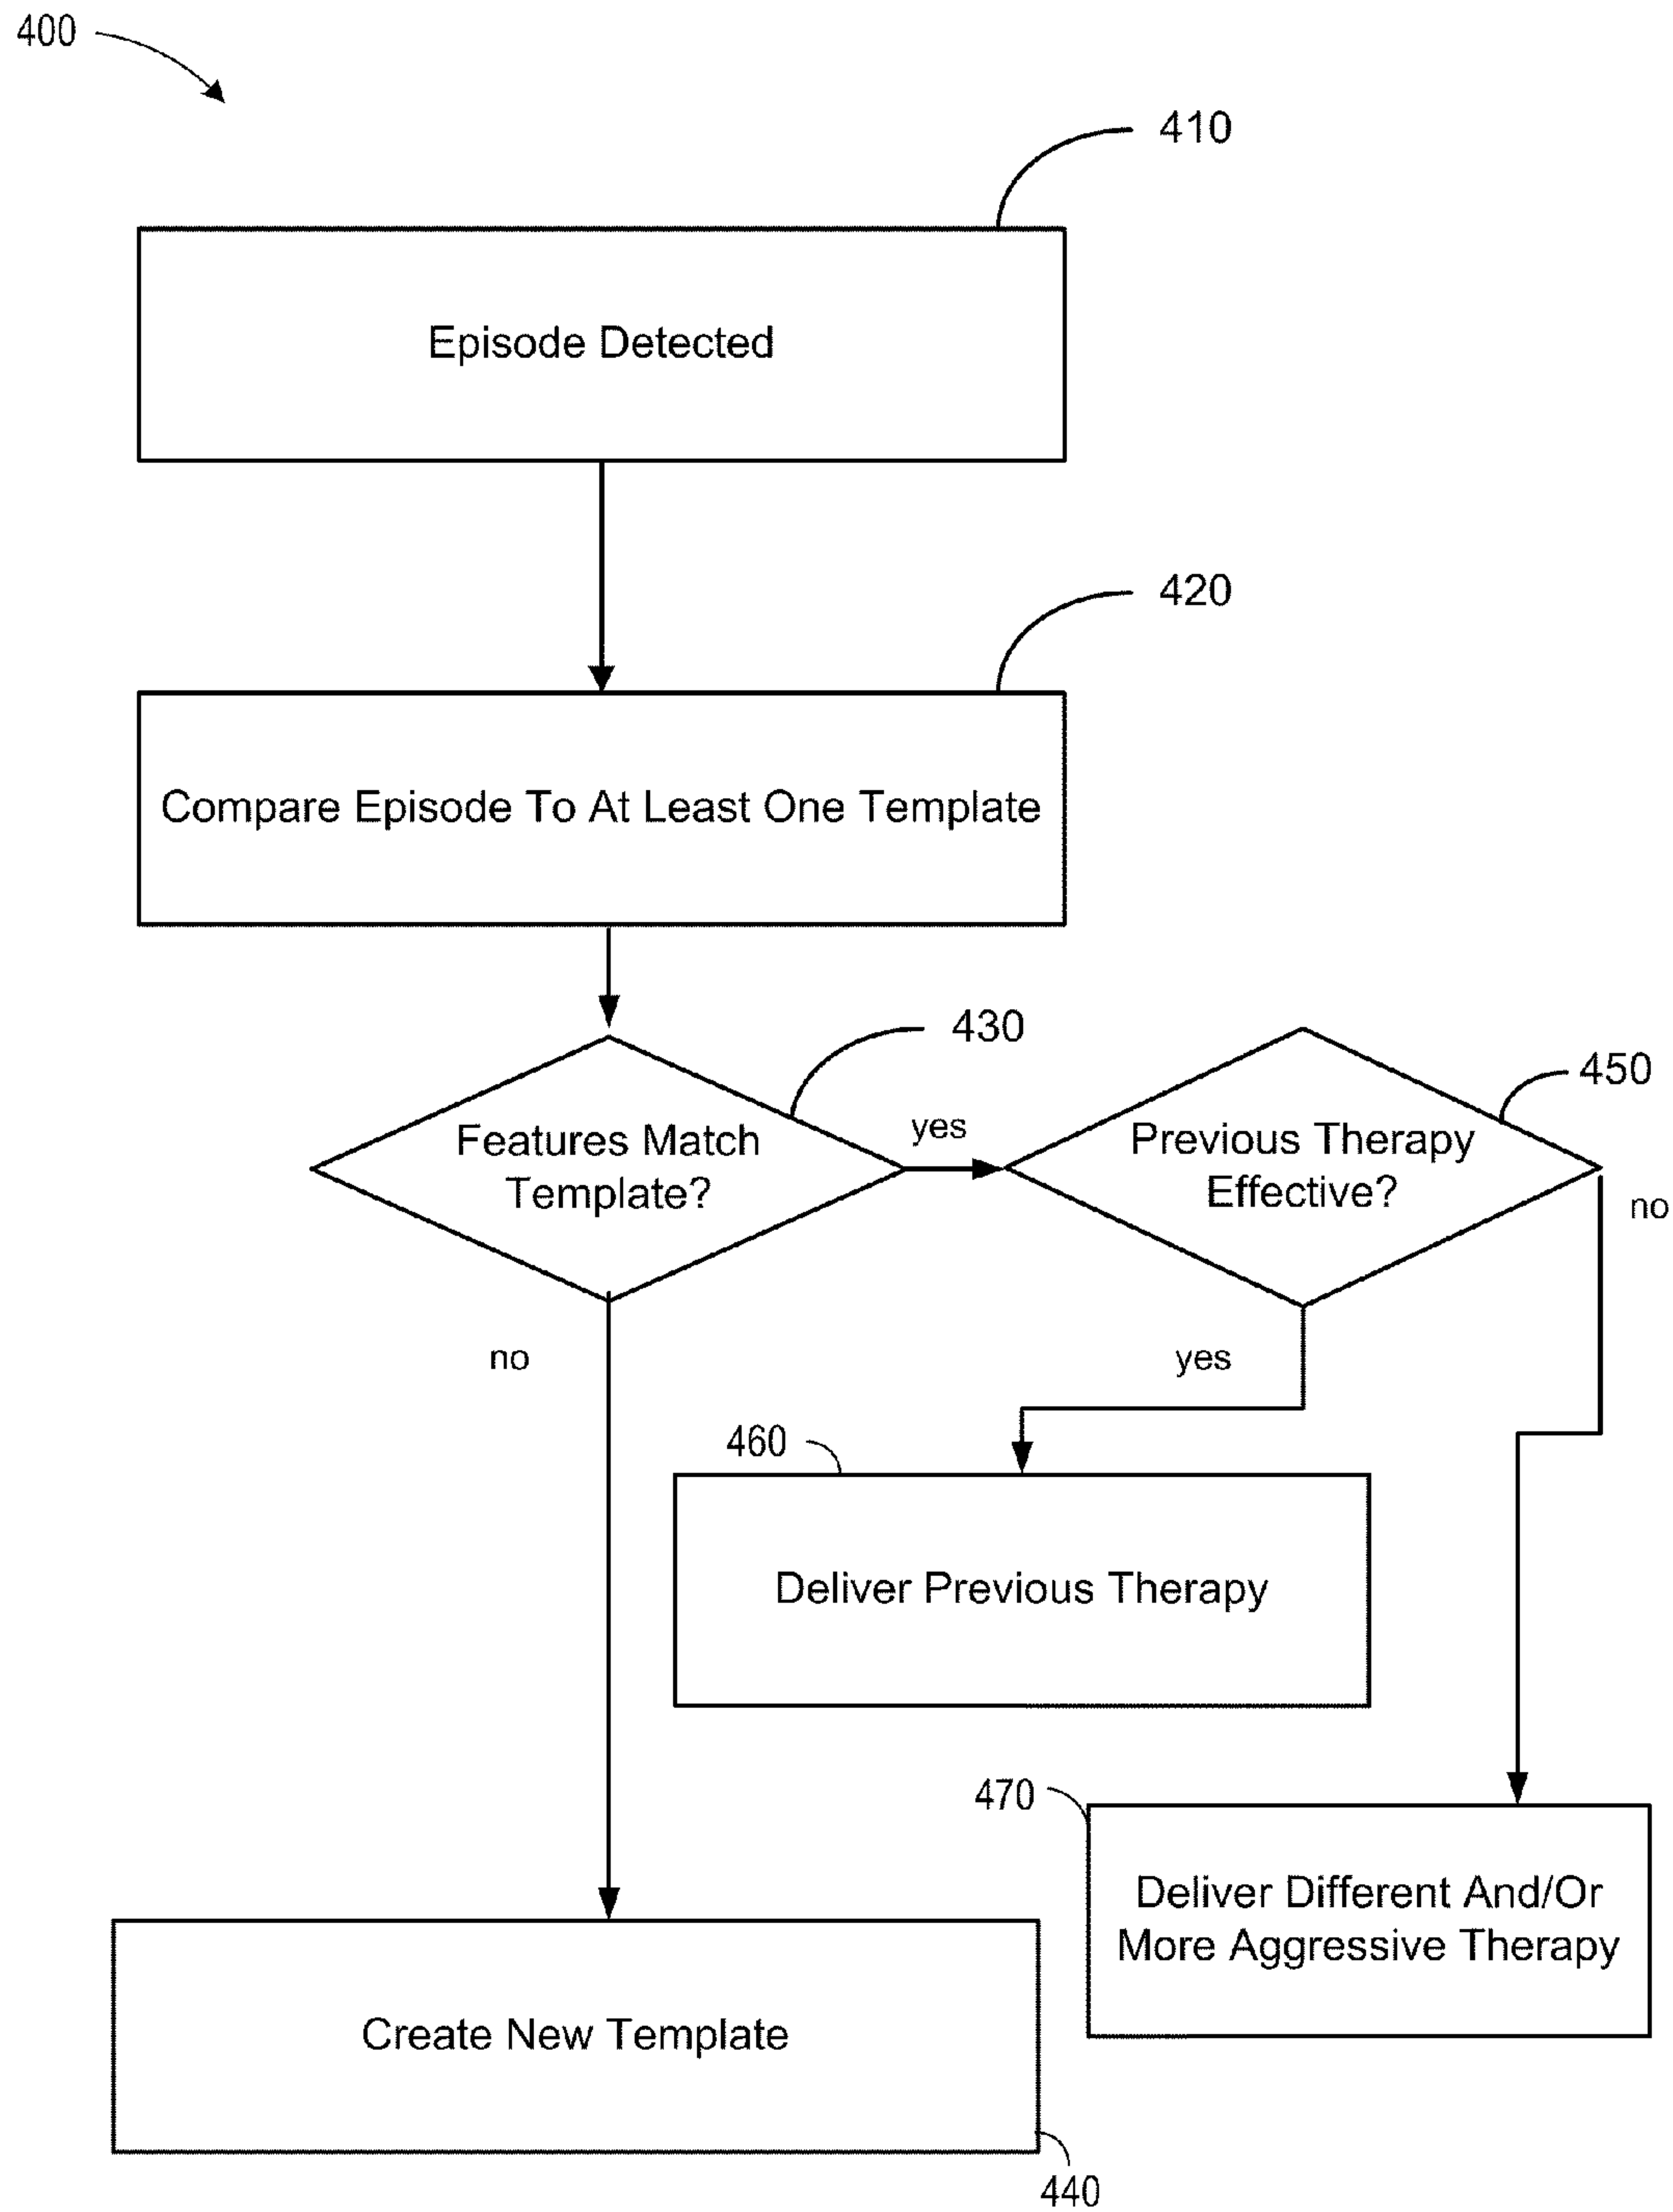 400
410
Episode Detected
420
Compare Episode To At Least One Template
430
450
Features Match
Template?
yes
Previous Therapy
Effective?
no
no
yes
460
Deliver Previous Therapy
470
Deliver Different And/Or
More Aggressive Therapy
Create New Template
440